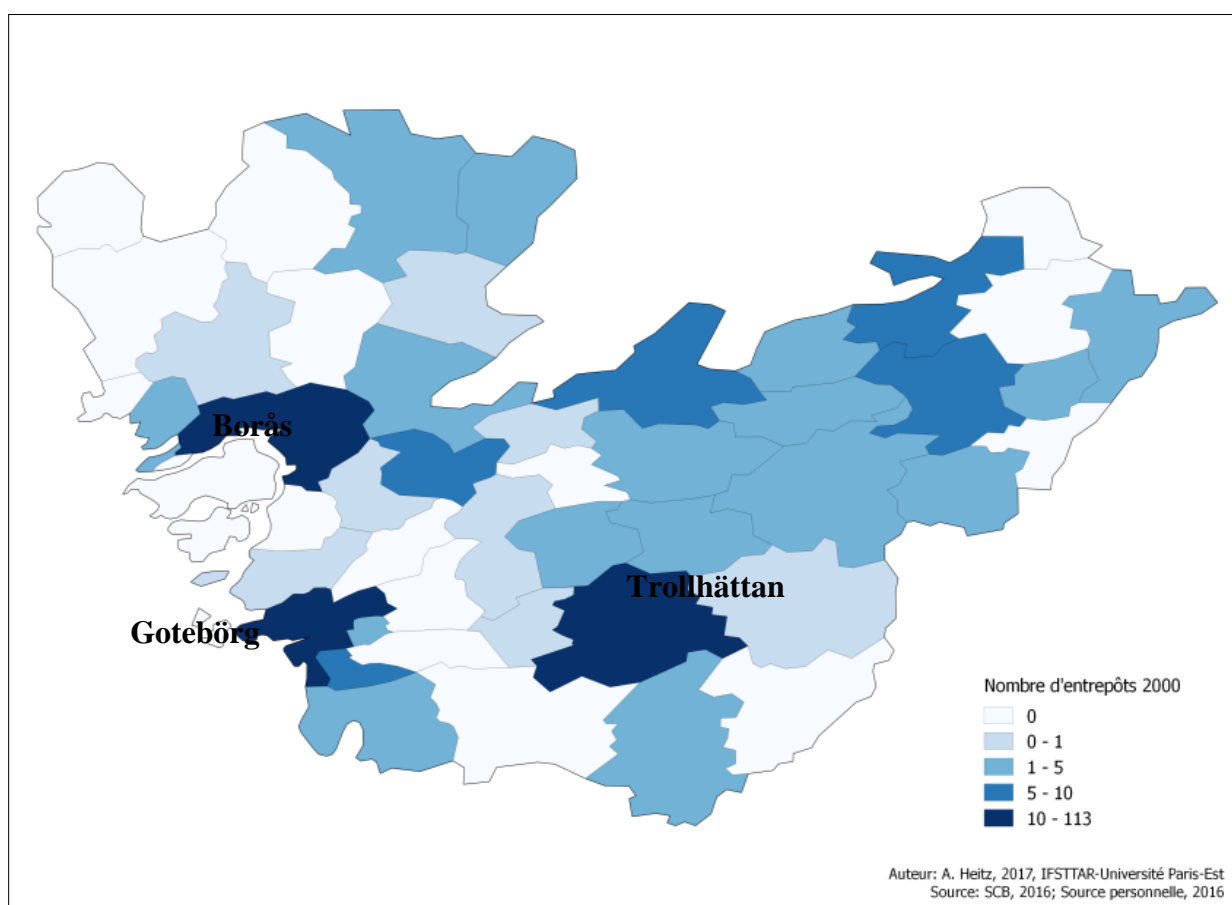 Borås
Trollhättan
Gotebörg
Nombre d'entrepôts 2000
0
0 - 1
1 - 5
5 - 10
10 - 113
Auteur: A. Heitz, 2017, IFSTTAR-Université Paris-Est
Source: SCB, 2016; Source personnelle, 2016